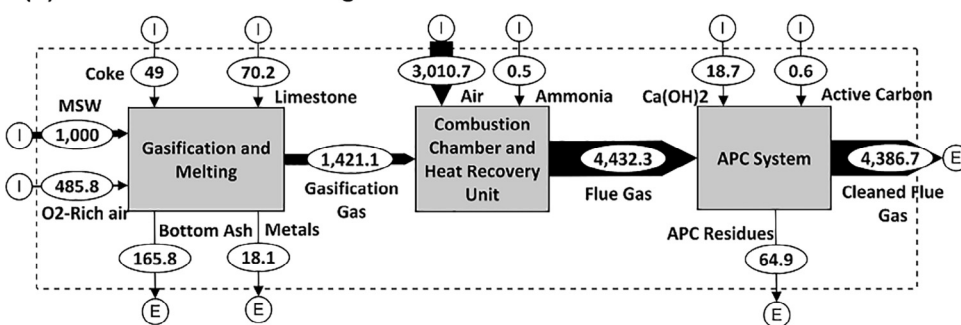 I
I
I
I
I
I
Coke
49
70.2
3,010.7
0.5
18.7
0.6
Limestone
Air
Ammonia
Ca(OH)2
Active Carbon
MSW
I
1,000
Gasification and
Melting
1,421.1
Gasification
Gas
Combustion
Chamber and
Heat Recovery
Unit
4,432.3
Flue Gas
APC System
4,386.7
E
Cleaned Flue
Gas
I
485.8
O2-Rich air
Bottom Ash
Metals
APC Residues
165.8
18.1
64.9
E
E
E